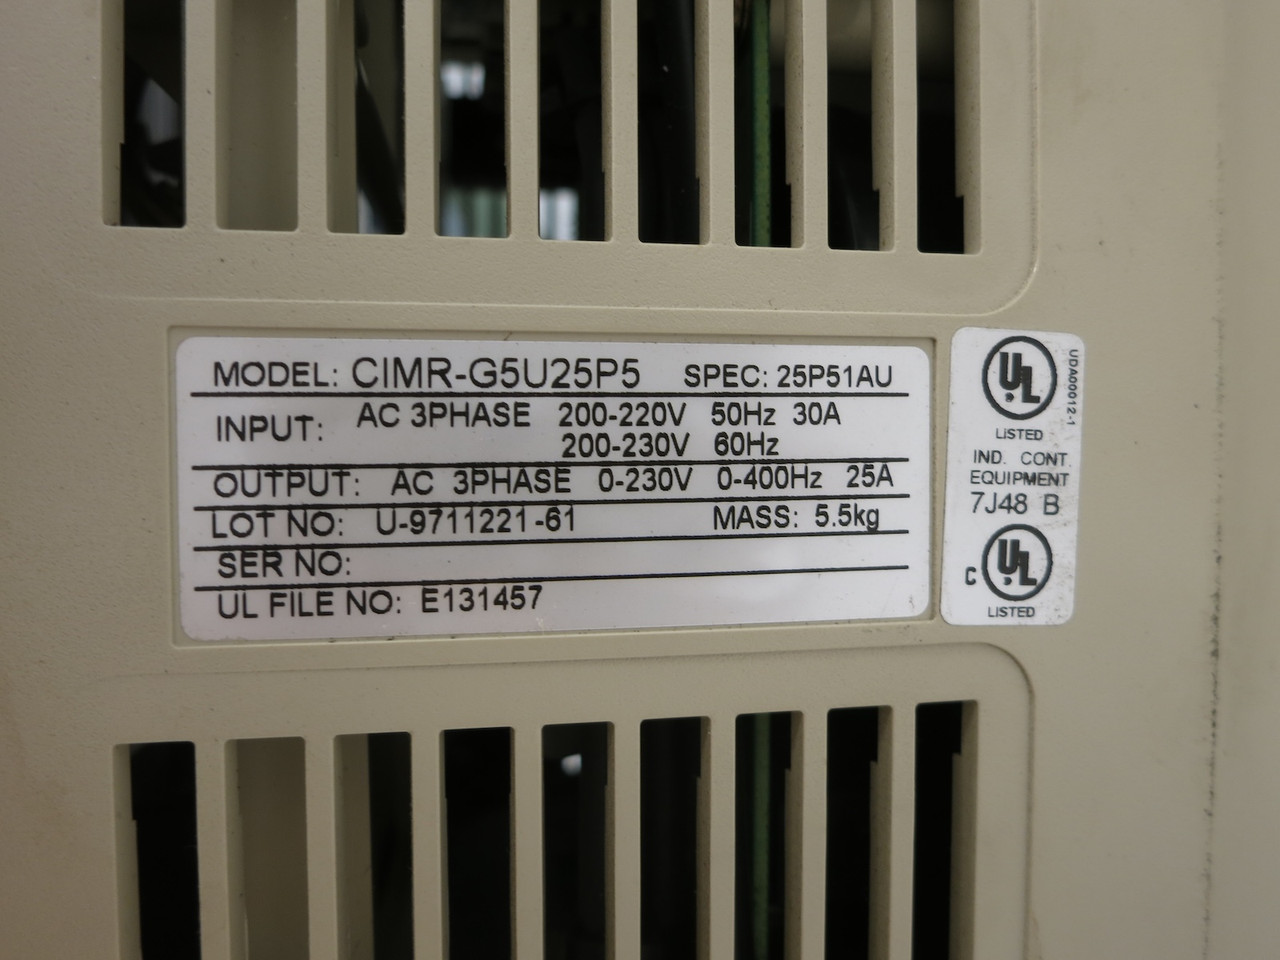 MODEL: CIMR-G5U25P5 SPEC: 25P51AU
INPUT: AC 3PHASE 200-220V 50Hz 30A
200-230V 60Hz
OUTPUT: AC 3PHASE 0-230V 0-400Hz 25A
LOT NO: U-9711221-61 MASS: 5.5kg
SER NO:
UL FILE NO: E131457
UL
LISTED
IND. CONT.
EQUIPMENT
7J48 B
C UL
LISTED
UDA00012-1